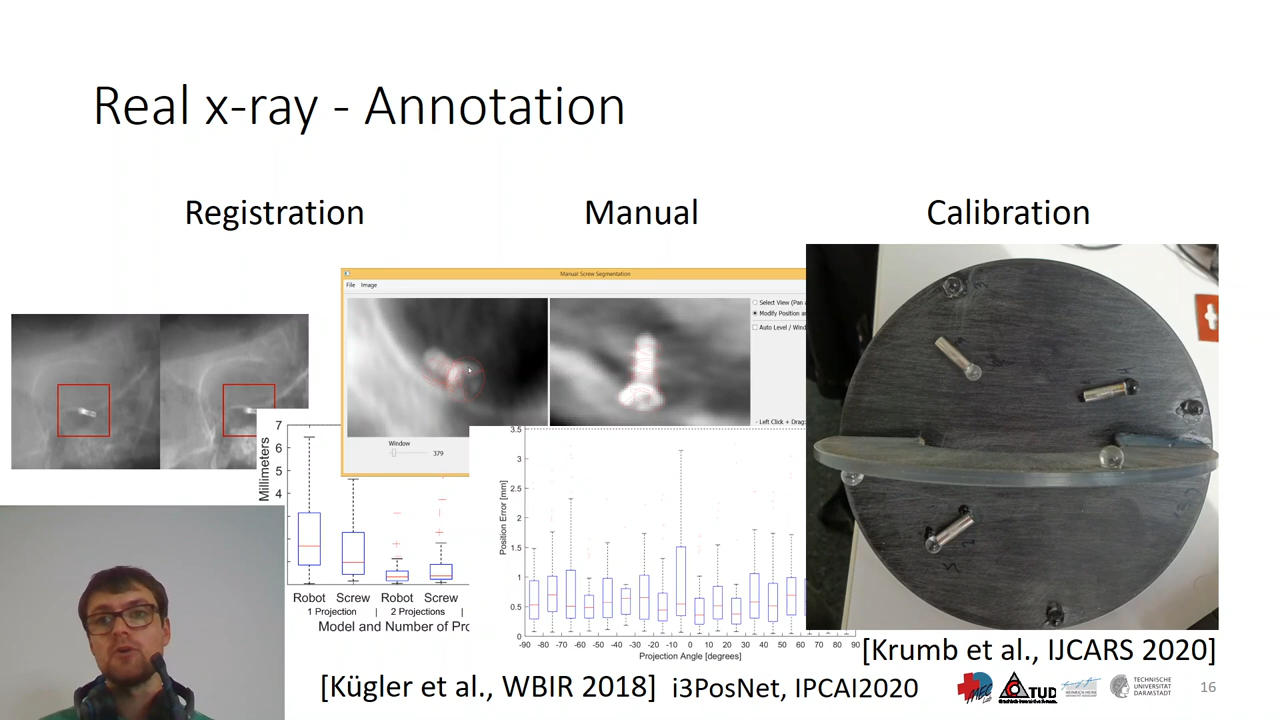 Real x-ray - Annotation
Registration
Manual
Calibration
Manual Screw Segmentation
File Image
Select View (Pan
Modify Position a
Auto Level / Wind
- Left Click + Drag:
Window
379
7
6
5
4
Millimeters
Robot Screw Robot Screw
1 Projection | 2 Projections |
Model and Number of Pro
3.5
3
2.5
2
1.5
1
0.5
0
Position Error [mm]
-90 -80 -70 -60 -50 -40 -30 -20 -10 0 10 20 30 40 50 60 70 80 90
Projection Angle [degrees]
[Krumb et al., IJCARS 2020]
[Kügler et al., WBIR 2018]
i3PosNet, IPCAI2020
MEC
Lab
TUD
TECHNISCHE
UNIVERSITÄT
DARMSTADT
16